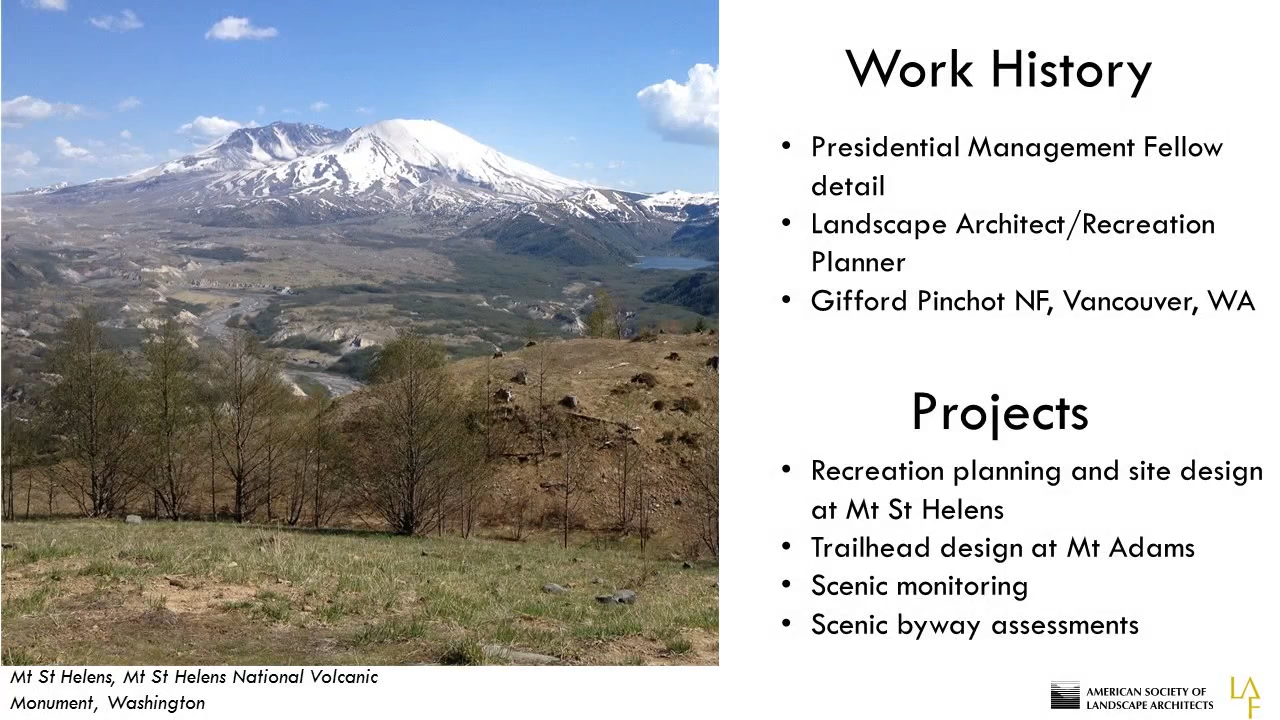 Work History
• Presidential Management Fellow
detail
• Landscape Architect/Recreation
Planner
• Gifford Pinchot NF, Vancouver, WA
Projects
• Recreation planning and site design
at Mt St Helens
• Trailhead design at Mt Adams
• Scenic monitoring
• Scenic byway assessments
Mt St Helens, Mt St Helens National Volcanic
Monument, Washington
AMERICAN SOCIETY OF
LANDSCAPE ARCHITECTS
LAF